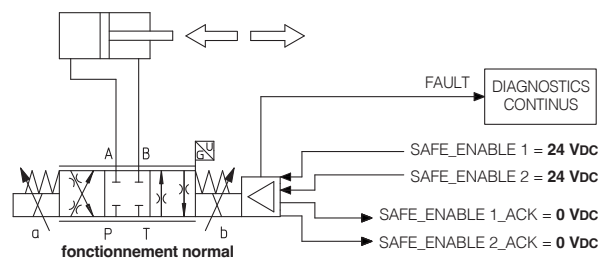 FAULT
DIAGNOSTICS
CONTINUS
A B
G U
SAFE_ENABLE 1 = 24 VDC
SAFE_ENABLE 2 = 24 VDC
SAFE_ENABLE 1_ACK = 0 VDC
SAFE_ENABLE 2_ACK = 0 VDC
a P T b
fonctionnement normal